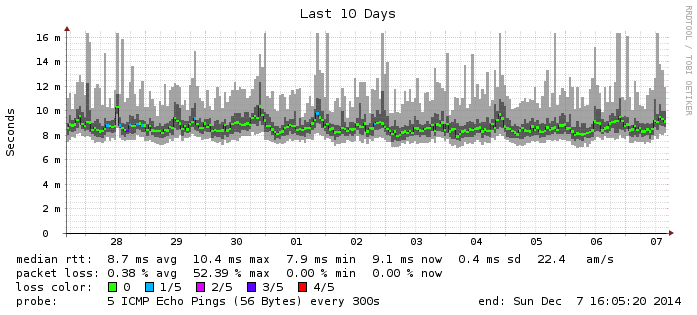 Last 10 Days
RRDTOOL / TOBI OETIKER
Seconds
16 m
14 m
12 m
10 m
8 m
6 m
4 m
2 m
0
28 29 30 01 02 03 04 05 06 07
median rtt: 8.7 ms avg 10.4 ms max 7.9 ms min 9.1 ms now 0.4 ms sd 22.4 am/s
packet loss: 0.38 % avg 52.39 % max 0.00 % min 0.00 % now
loss color: 0 1/5 2/5 3/5 4/5
probe: 5 ICMP Echo Pings (56 Bytes) every 300s end: Sun Dec 7 16:05:20 2014